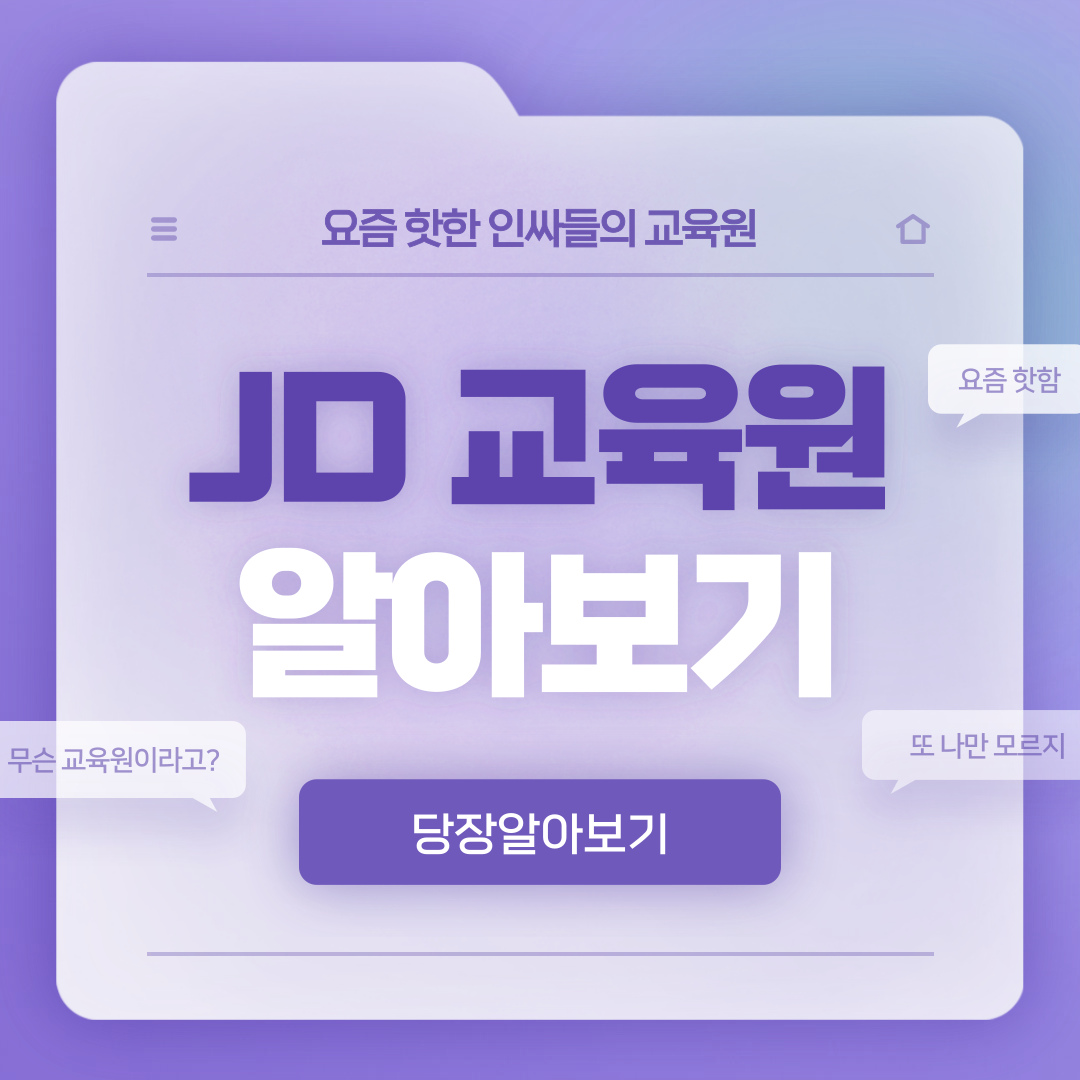 요즘 핫한 인싸들의 교육원
JD 교육원
요즘 핫함
알아보기
무슨 교육원이라고?
또 나만 모르지
당장알아보기